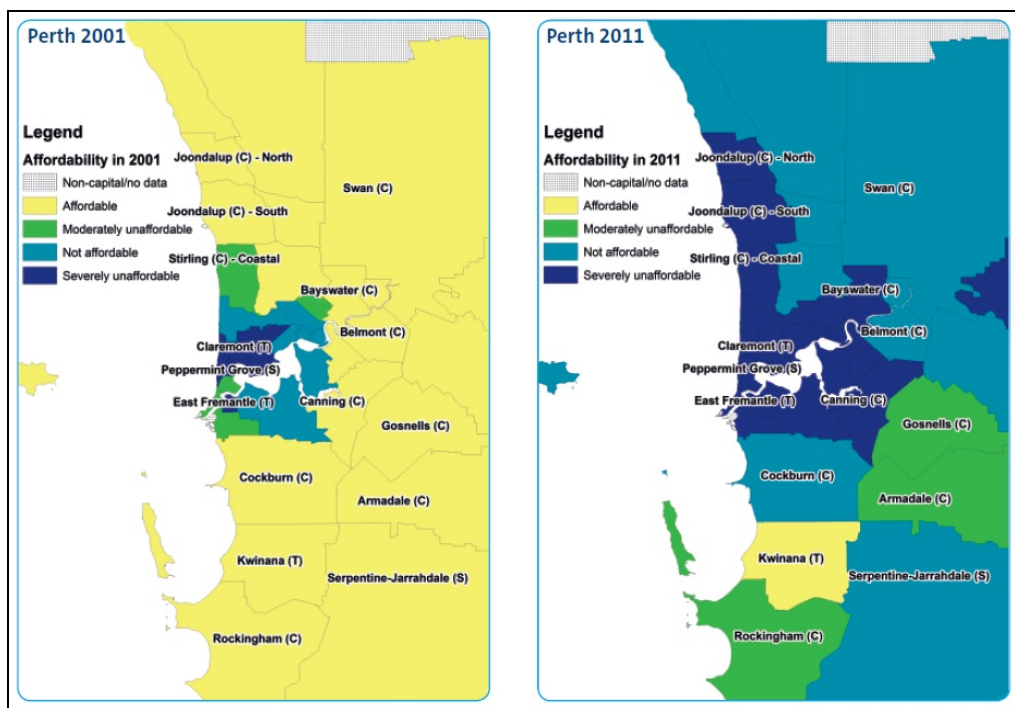 Perth 2001
Legend
Affordability in 2001
Non-capital/no data
Affordable
Moderately unaffordable
Not affordable
Severely unaffordable
Joondalup (C) - North
Swan (C)
Joondalup (C) - South
Stirling (C) - Coastal
Bayswater (C)
Belmont (C)
Claremont (T)
Peppermint Grove (S)
East Fremantle (T)
Canning (C)
Gosnells (C)
Cockburn (C)
Armadale (C)
Kwinana (T)
Serpentine-Jarrahdale (S)
Rockingham (C)
Perth 2011
Legend
Affordability in 2011
Non-capital/no data
Affordable
Moderately unaffordable
Not affordable
Severely unaffordable
Joondalup (C) - North
Swan (C)
Joondalup (C) - South
Stirling (C) - Coastal
Bayswater (C)
Belmont (C)
Claremont (T)
Peppermint Grove (S)
East Fremantle (T)
Canning (C)
Gosnells (C)
Cockburn (C)
Armadale (C)
Kwinana (T)
Serpentine-Jarrahdale (S)
Rockingham (C)